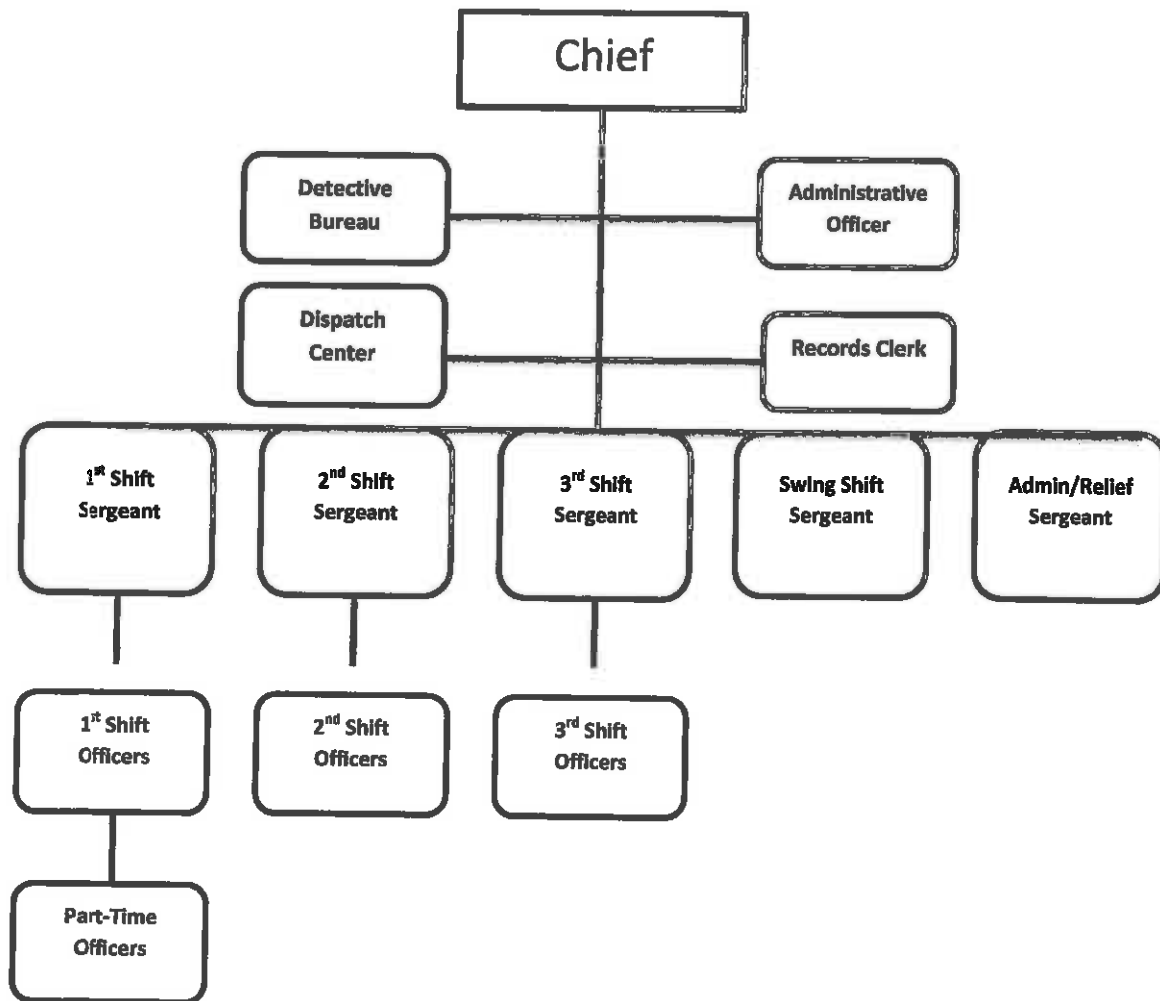 Chief
Detective
Bureau
Administrative
Officer
Dispatch
Center
Records Clerk
1st Shift
Sergeant
2nd Shift
Sergeant
3rd Shift
Sergeant
Swing Shift
Sergeant
Admin/Relief
Sergeant
1st Shift
Officers
2nd Shift
Officers
3rd Shift
Officers
Part-Time
Officers